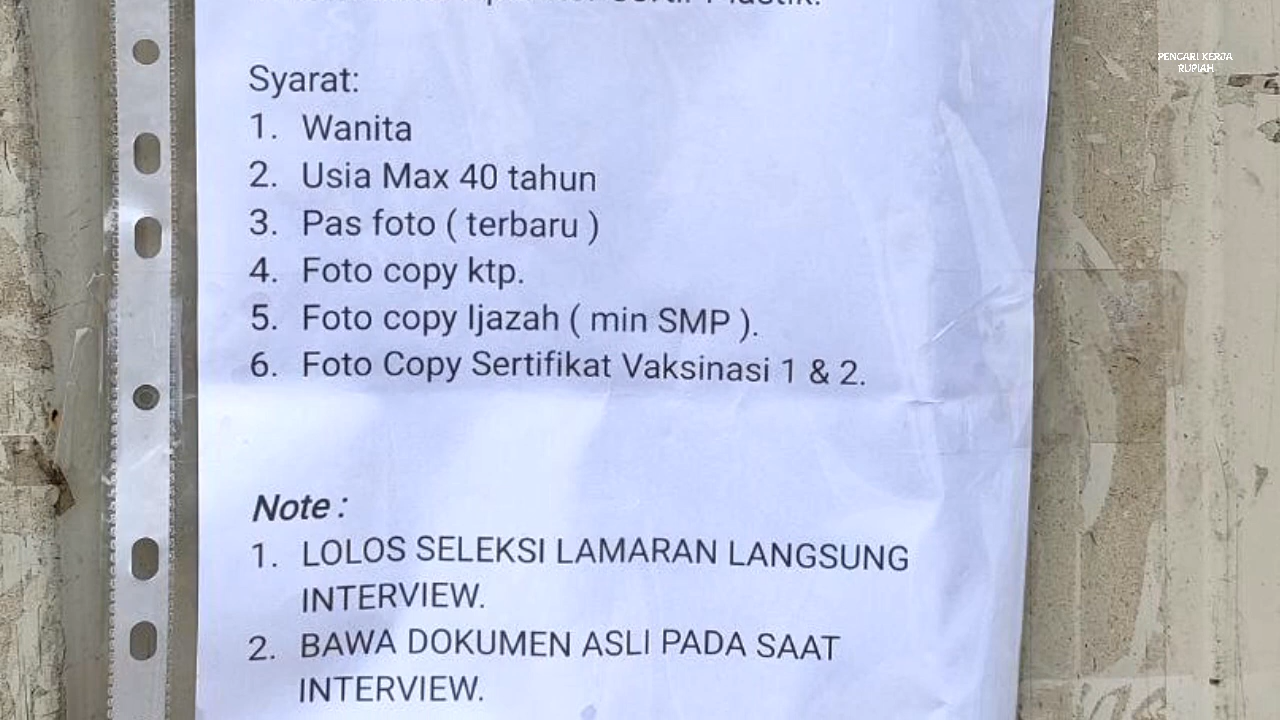 Plastik.
PENCARI KERJA
RUPIAH
Syarat:
1. Wanita
2. Usia Max 40 tahun
3. Pas foto ( terbaru )
4. Foto copy ktp.
5. Foto copy Ijazah ( min SMP ).
6. Foto Copy Sertifikat Vaksinasi 1 & 2.
Note :
1. LOLOS SELEKSI LAMARAN LANGSUNG
INTERVIEW.
2. BAWA DOKUMEN ASLI PADA SAAT
INTERVIEW.